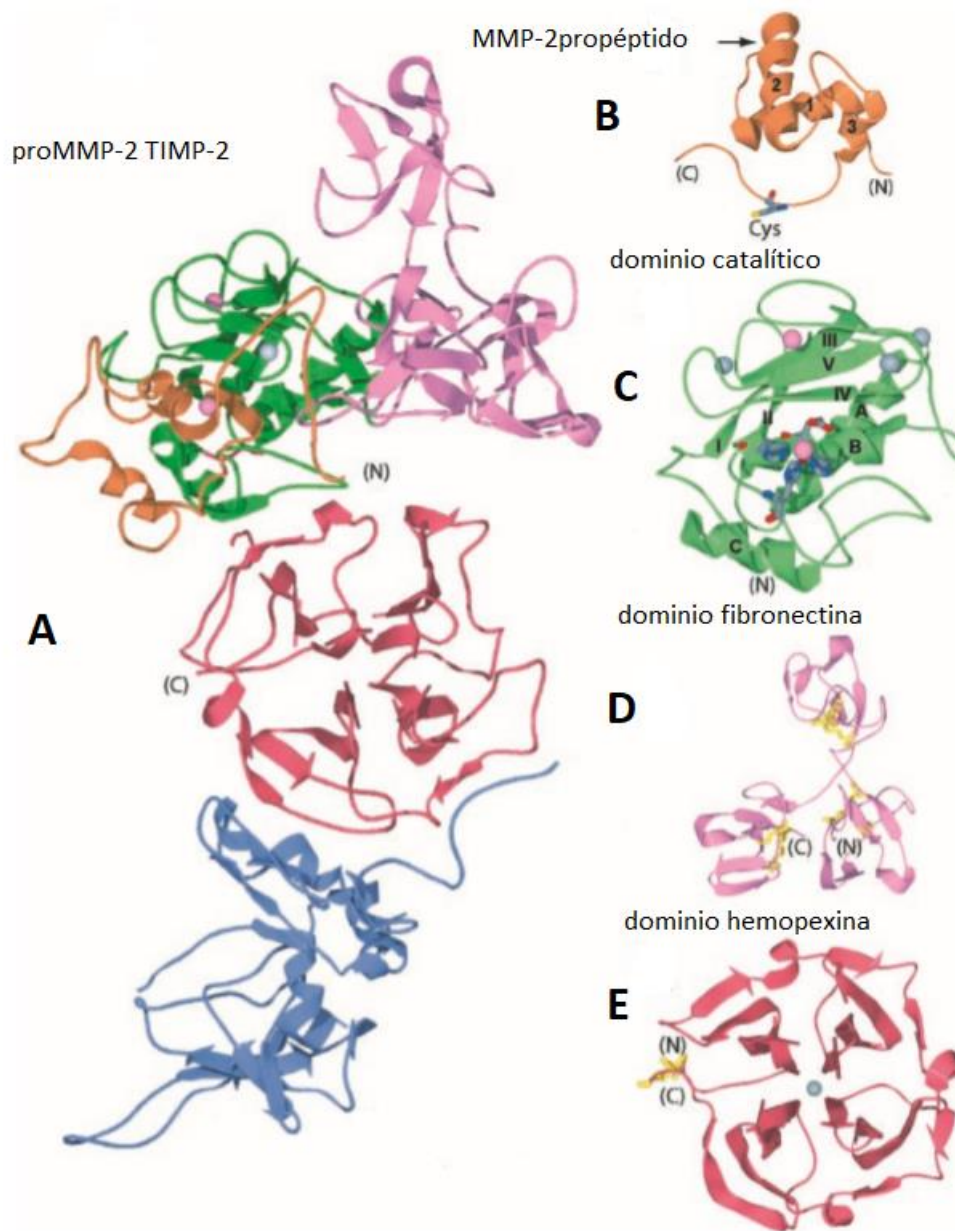 MMP-2propéptido
B
2
1
3
(C)
(N)
Cys
proMMP-2 TIMP-2
(N)
A
(C)
dominio catalítico
C
III
V
IV
A
II
I
B
C
(N)
dominio fibronectina
D
(C)
(N)
dominio hemopexina
E
(N)
(C)